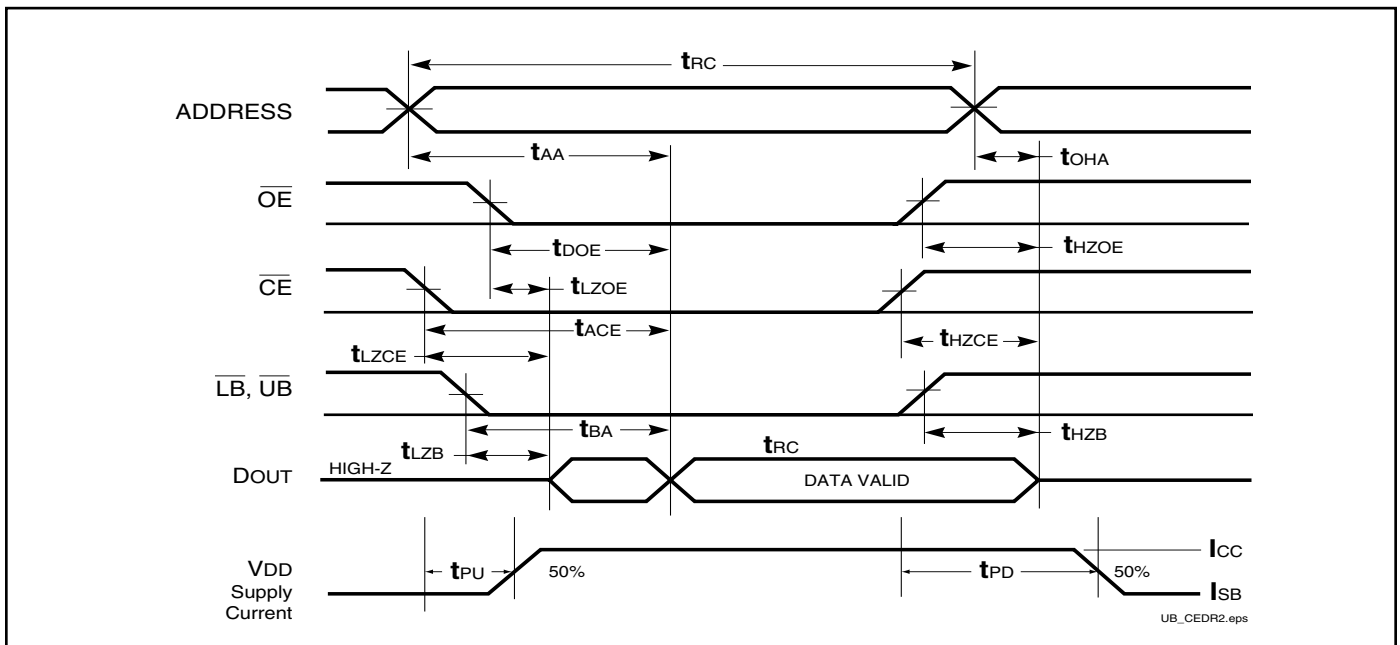 tRC
ADDRESS
tAA
tOHA
OE
tDOE
tHZOE
CE
tLZOE
tACE
tHZCE
tLZCE
LB, UB
tBA
tHZB
tLZB
tRC
DOUT
HIGH-Z
DATA VALID
ICC
tPU
50%
tPD
50%
VDD
Supply
Current
ISB
UB_CEDR2.eps